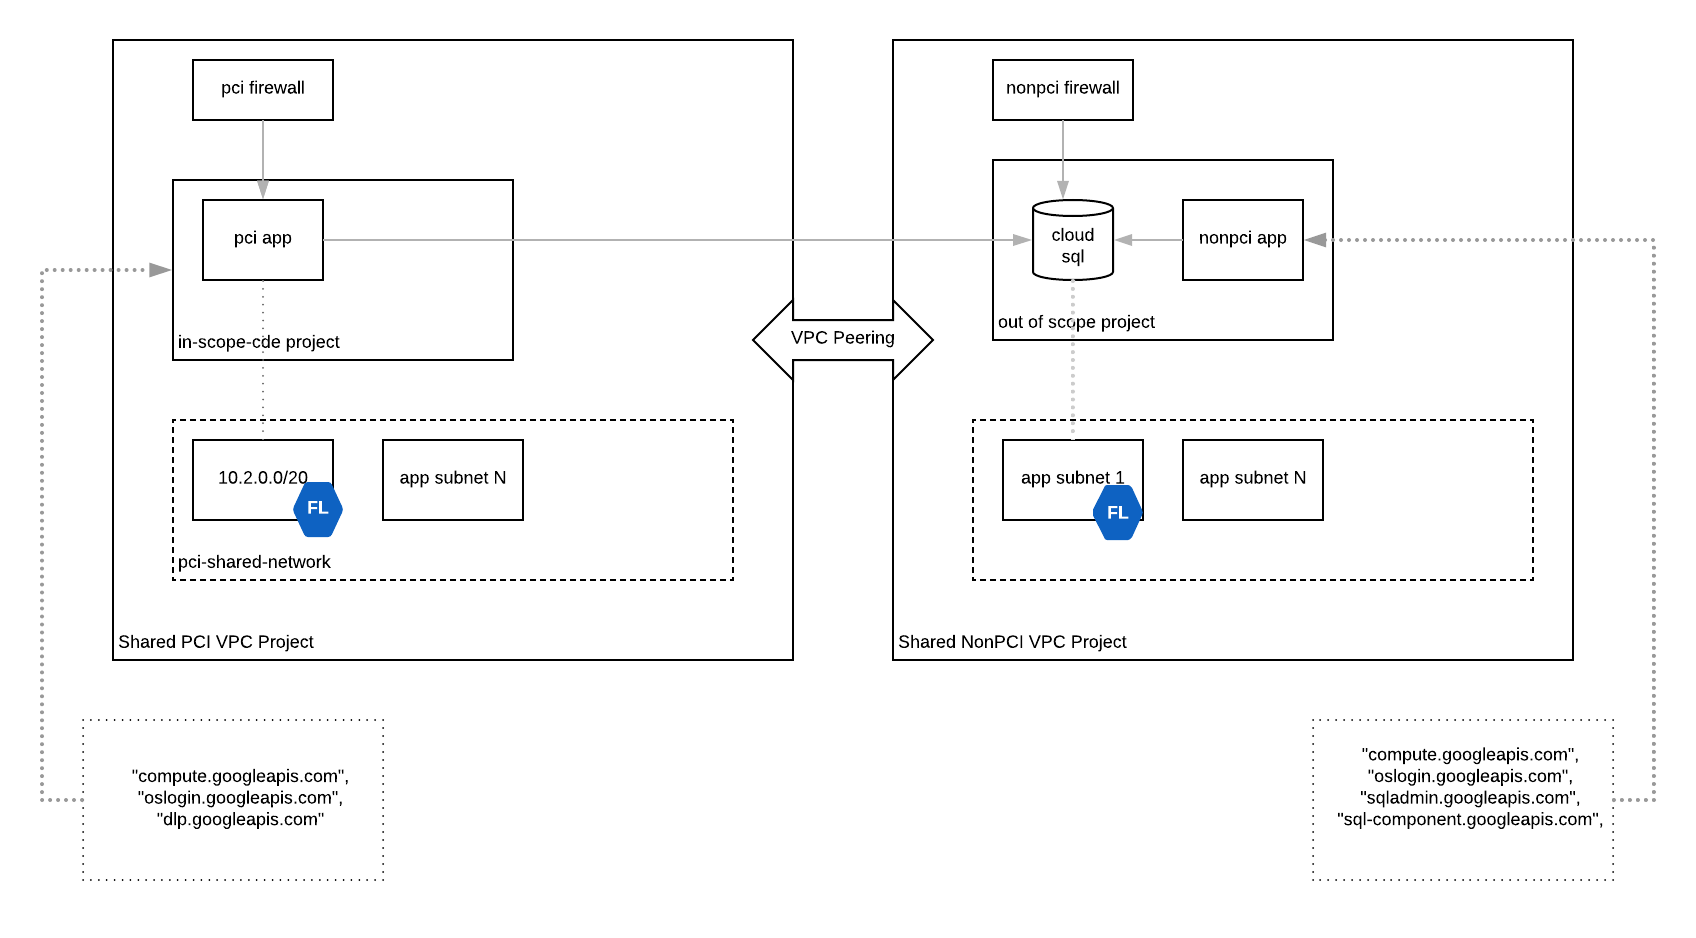 pci firewall
nonpci firewall
pci app
cloud
sql
nonpci app
in-scope-cde project
out of scope project
VPC Peering
10.2.0.0/20
FL
app subnet N
pci-shared-network
app subnet 1
FL
app subnet N
Shared PCI VPC Project
Shared NonPCI VPC Project
"compute.googleapis.com",
"oslogin.googleapis.com",
"dlp.googleapis.com"
"compute.googleapis.com",
"oslogin.googleapis.com",
"sqladmin.googleapis.com",
"sql-component.googleapis.com",